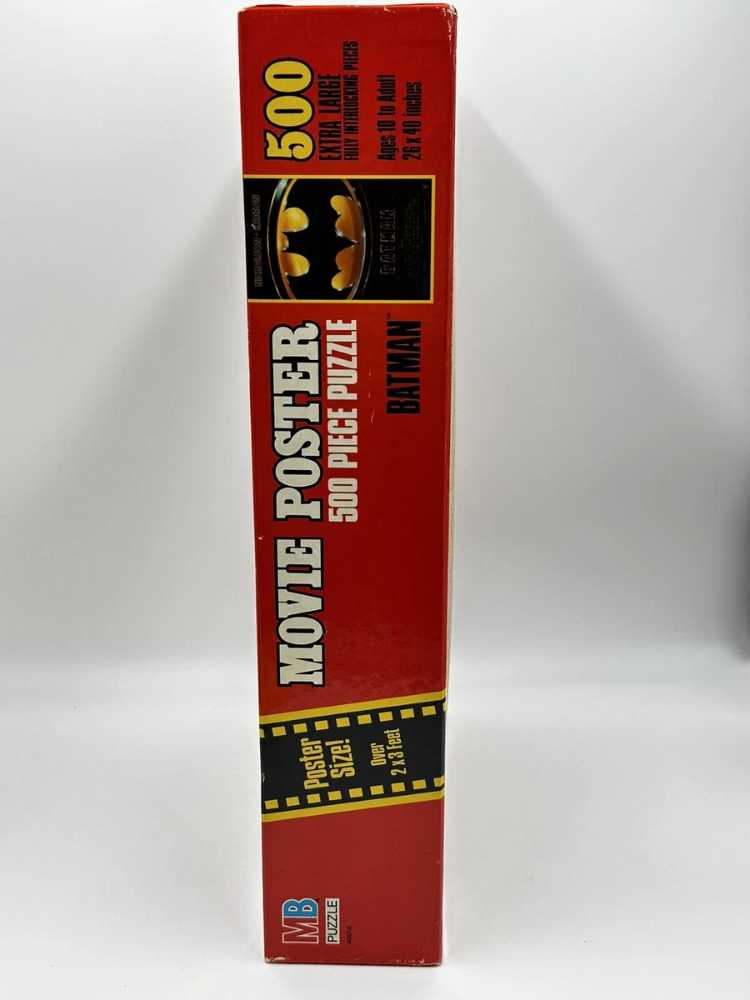 MB
PUZZLE
Poster
Size!
Over
2 x 3 Feet
MOVIE POSTER
500 PIECE PUZZLE
BATMAN™
BATMAN
500
EXTRA LARGE
FULLY INTERLOCKING PIECES
Ages 10 to Adult
26 x 40 inches